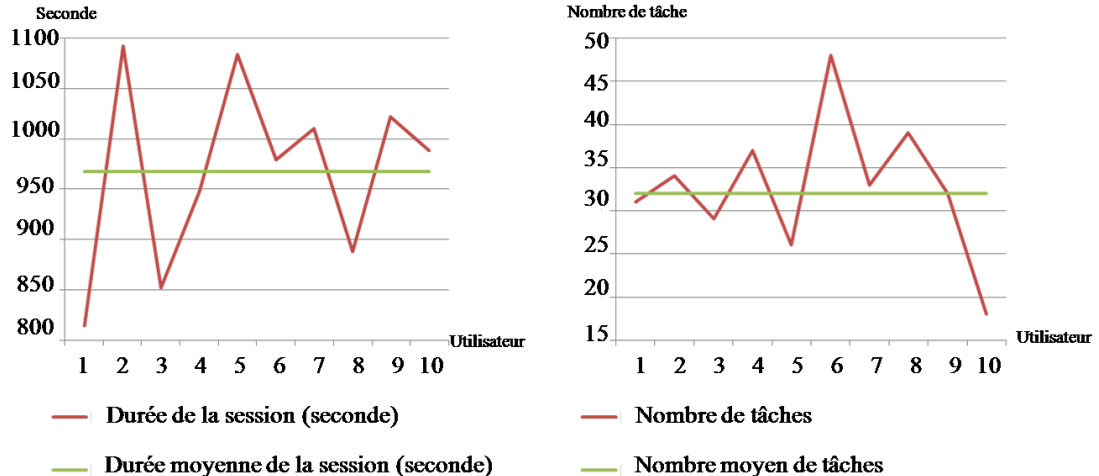 Seconde
1100
1050
1000
950
900
850
800
1 2 3 4 5 6 7 8 9 10
Utilisateur
Durée de la session (seconde)
Durée moyenne de la session (seconde)
Nombre de tâche
50
45
40
35
30
25
20
15
1 2 3 4 5 6 7 8 9 10
Utilisateur
Nombre de tâches
Nombre moyen de tâches